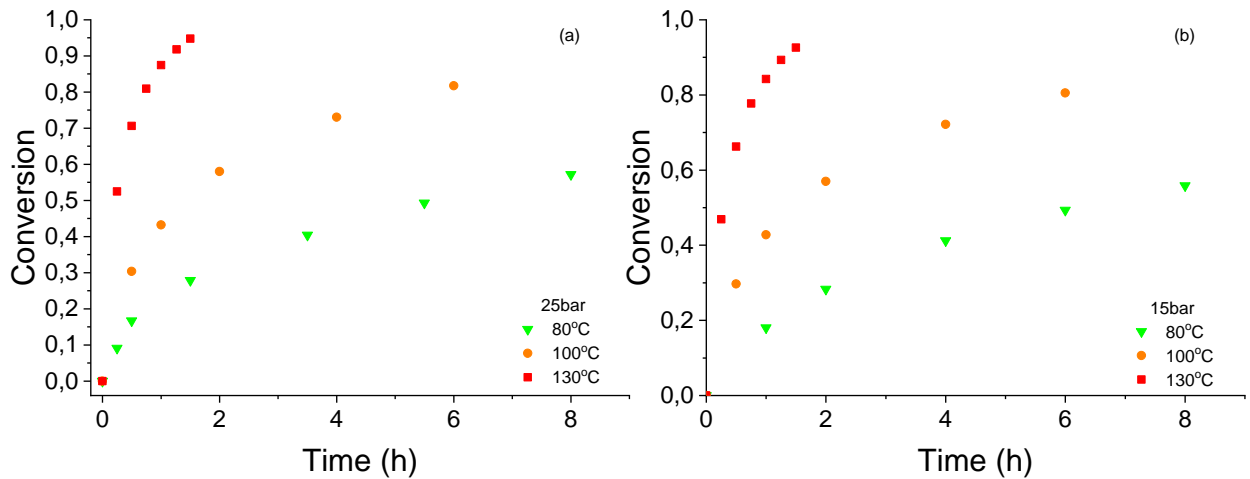 1,0
0,9
0,8
0,7
0,6
0,5
0,4
0,3
0,2
0,1
0,0
Conversion
(a)
25bar
80°C
100°C
130°C
0 2 4 6 8
Time (h)
1,0
0,8
0,6
0,4
0,2
0,0
Conversion
(b)
15bar
80°C
100°C
130°C
0 2 4 6 8
Time (h)